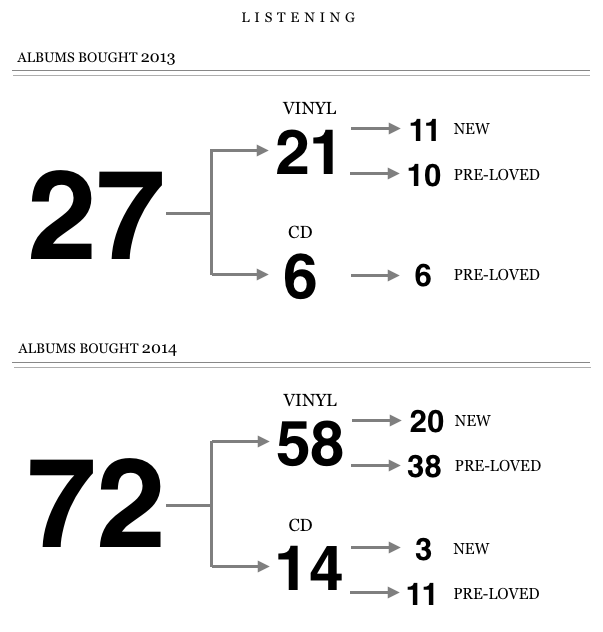 LISTENING
ALBUMS BOUGHT 2013
27
VINYL
21
11 NEW
10 PRE-LOVED
CD
6
6 PRE-LOVED
ALBUMS BOUGHT 2014
72
VINYL
58
20 NEW
38 PRE-LOVED
CD
14
3 NEW
11 PRE-LOVED